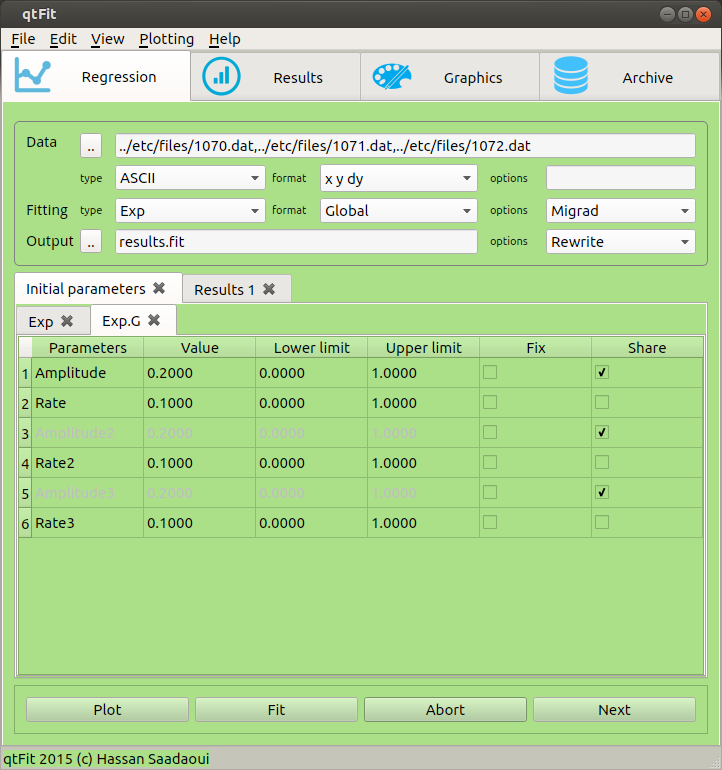 qtFit
File Edit View Plotting Help
Regression Results Graphics Archive
Data .. ../etc/files/1070.dat,../etc/files/1071.dat,../etc/files/1072.dat
type ASCII format x y dy options
Fitting type Exp format Global options Migrad
Output .. results.fit options Rewrite
Initial parameters Results 1
Exp Exp.G
Parameters Value Lower limit Upper limit Fix Share
1 Amplitude 0.2000 0.0000 1.0000
2 Rate 0.1000 0.0000 1.0000
3 Amplitude2 0.2000 0.0000 1.0000
4 Rate2 0.1000 0.0000 1.0000
5 Amplitude3 0.2000 0.0000 1.0000
6 Rate3 0.1000 0.0000 1.0000
Plot Fit Abort Next
qtFit 2015 (c) Hassan Saadaoui